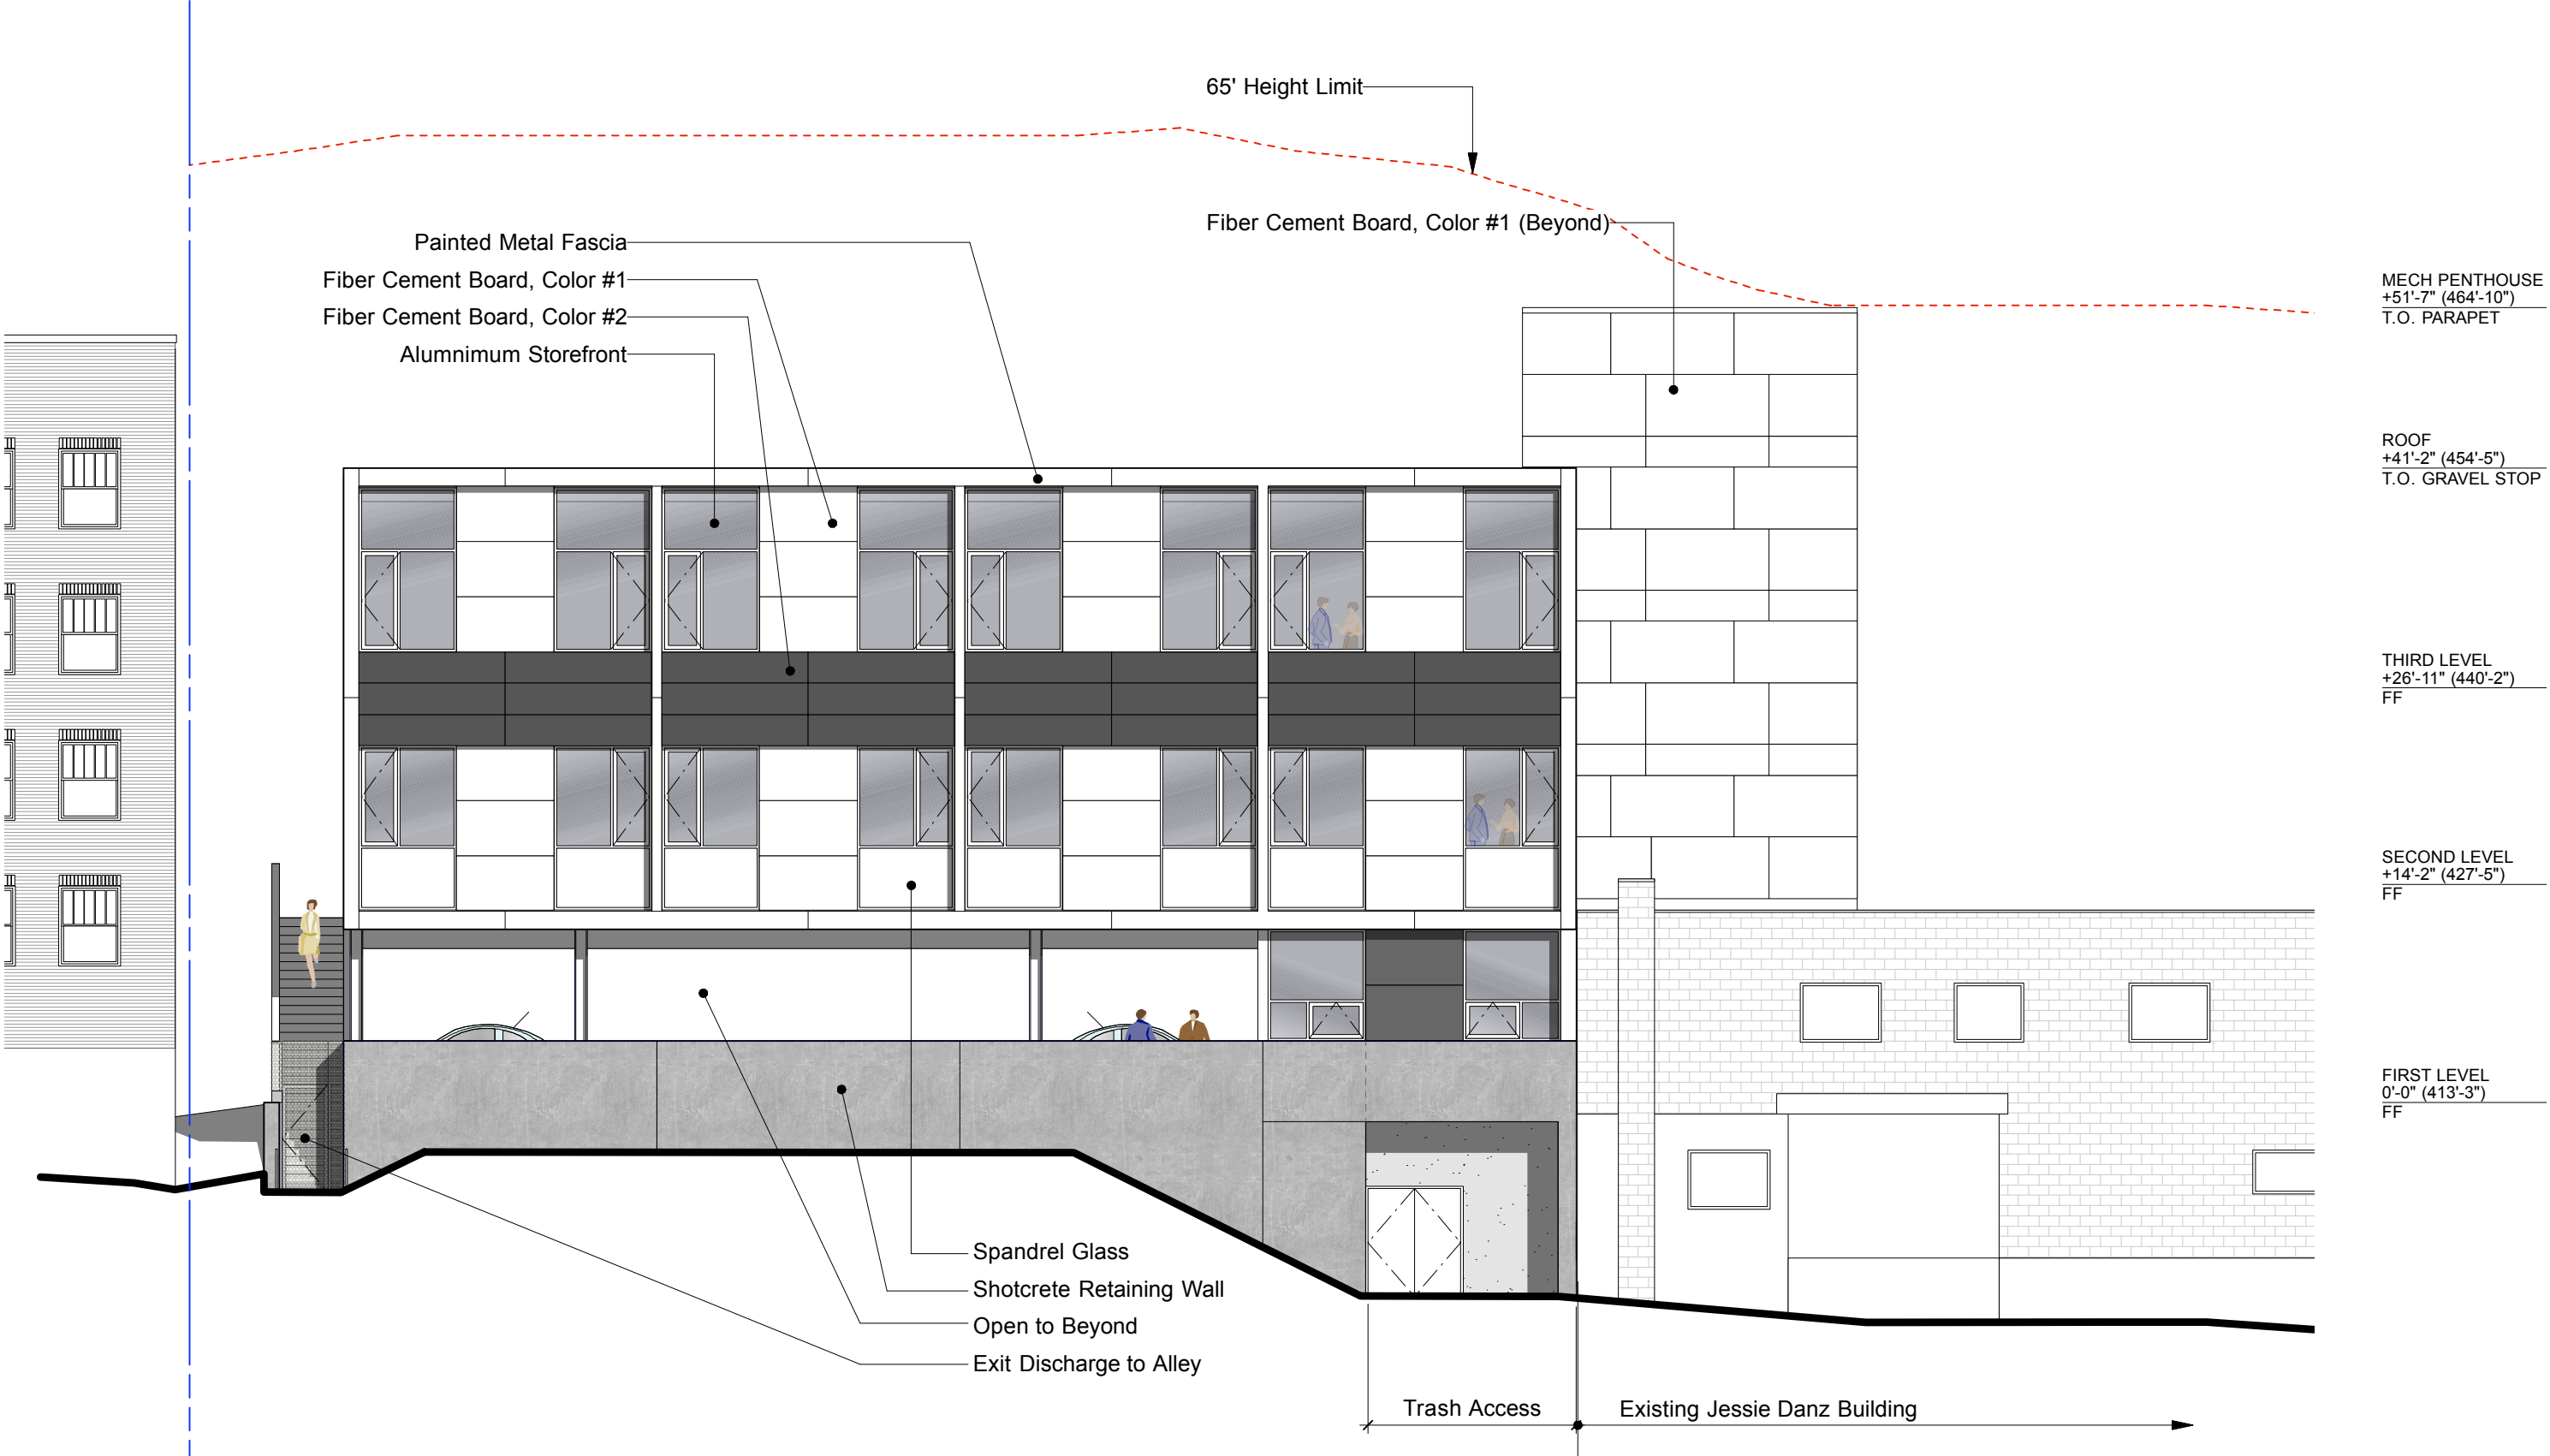 65' Height Limit
Fiber Cement Board, Color #1 (Beyond)
Painted Metal Fascia
Fiber Cement Board, Color #1
Fiber Cement Board, Color #2
Alumnimum Storefront
MECH PENTHOUSE
+51'-7" (464'-10")
T.O. PARAPET
ROOF
+41'-2" (454'-5")
T.O. GRAVEL STOP
THIRD LEVEL
+26'-11" (440'-2")
FF
SECOND LEVEL
+14'-2" (427'-5")
FF
FIRST LEVEL
0'-0" (413'-3")
FF
Spandrel Glass
Shotcrete Retaining Wall
Open to Beyond
Exit Discharge to Alley
Trash Access
Existing Jessie Danz Building